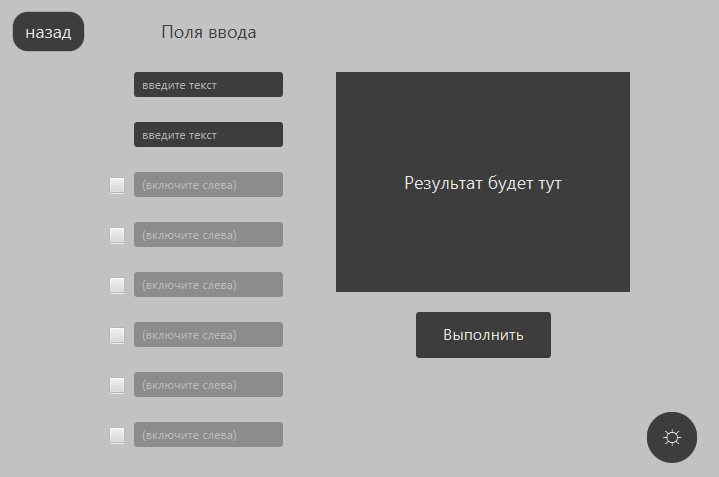 назад
Поля ввода
введите текст
введите текст
(включите слева)
(включите слева)
(включите слева)
(включите слева)
(включите слева)
(включите слева)
Результат будет тут
Выполнить